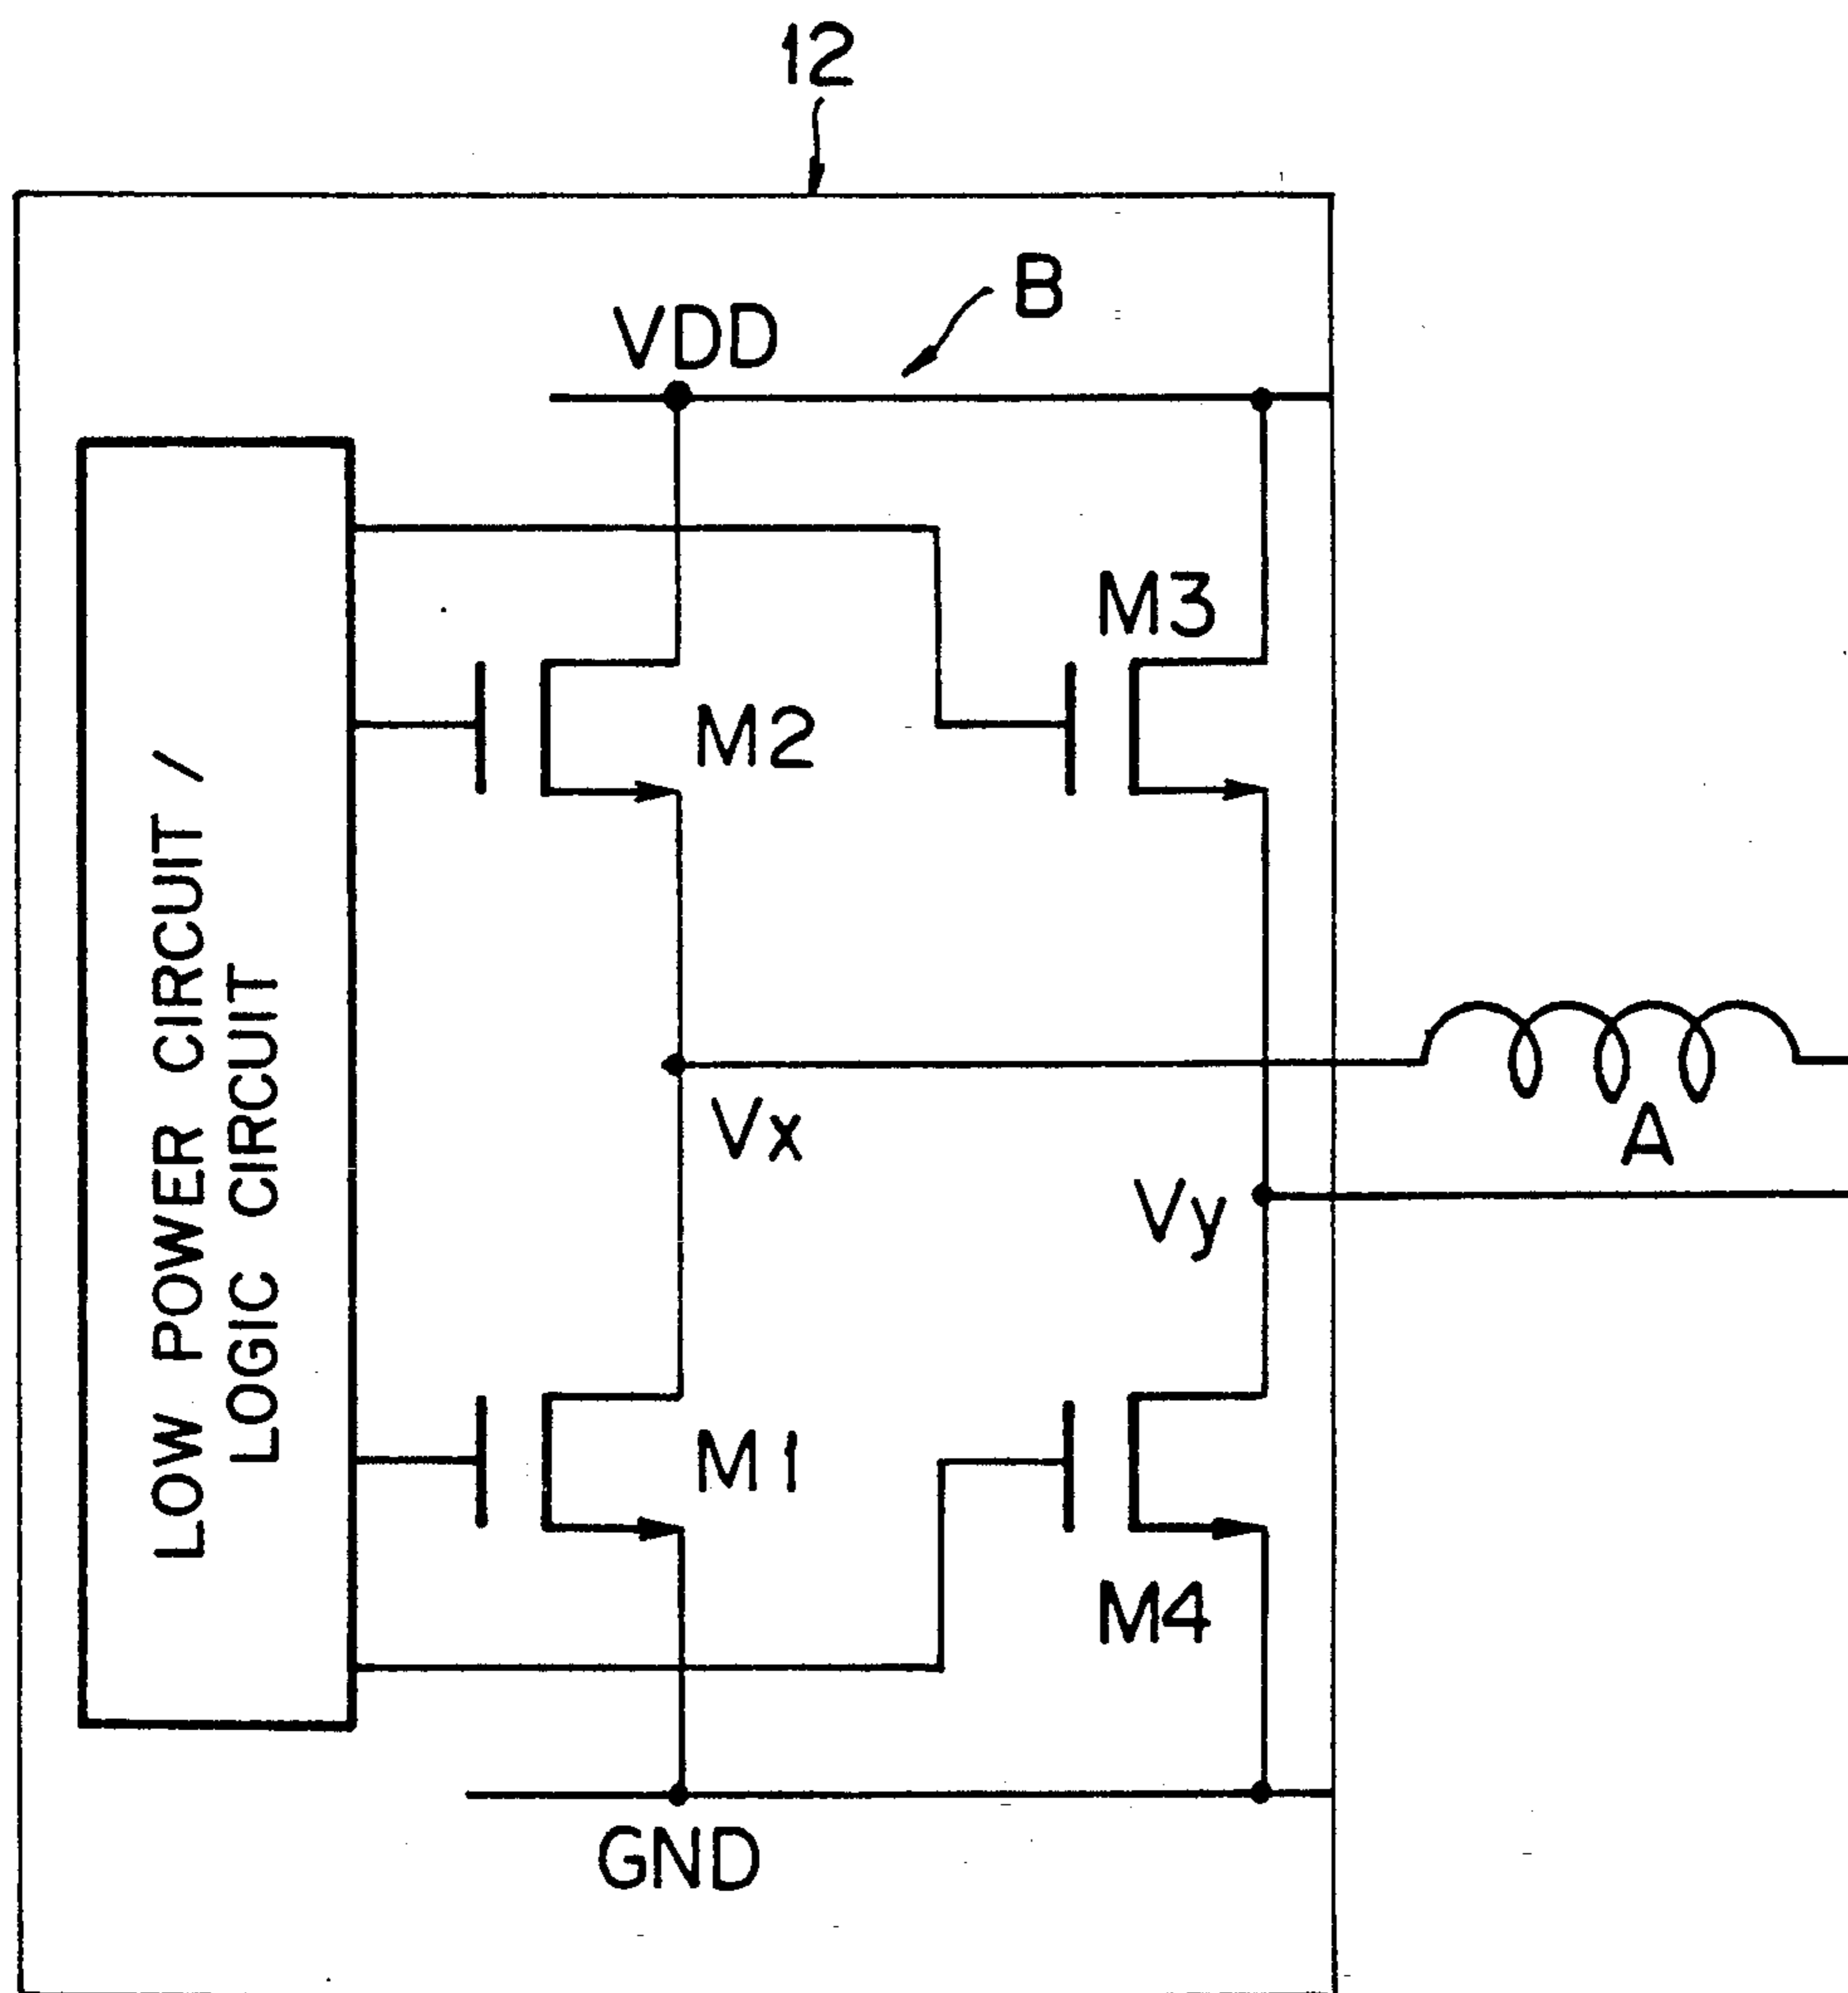 12
B
VDD
M3
M2
LOW POWER CIRCUIT /
LOGIC CIRCUIT
Vx
A
Vy
M1
M4
GND